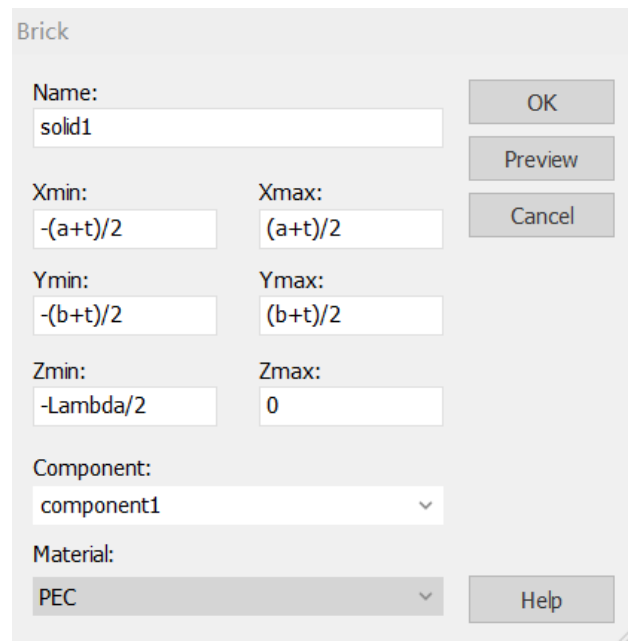 Brick
Name:
solid1
OK
Preview
Xmin: Xmax:
Cancel
-(a+t)/2 (a+t)/2
Ymin: Ymax:
-(b+t)/2 (b+t)/2
Zmin: Zmax:
-Lambda/2 0
Component:
component1
Material:
PEC
Help